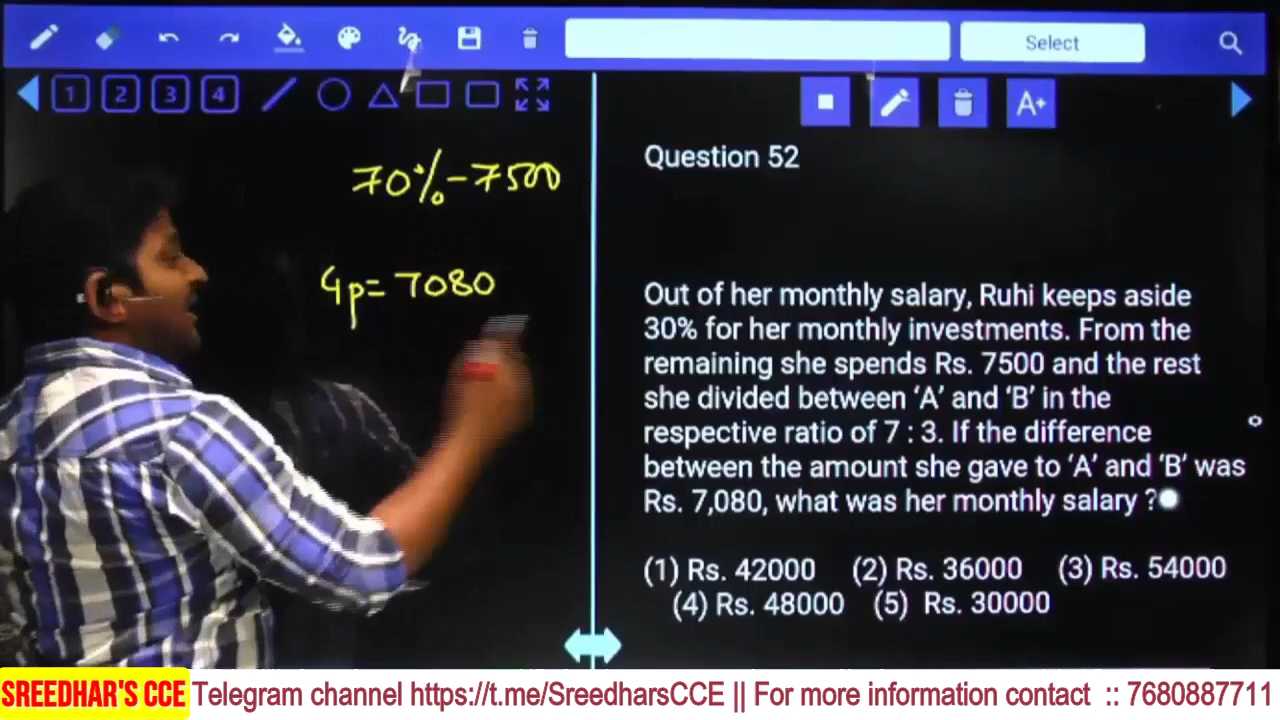 Select
1 2 3 4
A+
70% - 7500
4p = 7080
Question 52
Out of her monthly salary, Ruhi keeps aside
30% for her monthly investments. From the
remaining she spends Rs. 7500 and the rest
she divided between ‘A’ and ‘B’ in the
respective ratio of 7 : 3. If the difference
between the amount she gave to ‘A’ and ‘B’ was
Rs. 7,080, what was her monthly salary ?
(1) Rs. 42000 (2) Rs. 36000 (3) Rs. 54000
(4) Rs. 48000 (5) Rs. 30000
SREEDHAR'S CCE Telegram channel https://t.me/SreedharsCCE || For more information contact :: 7680887711